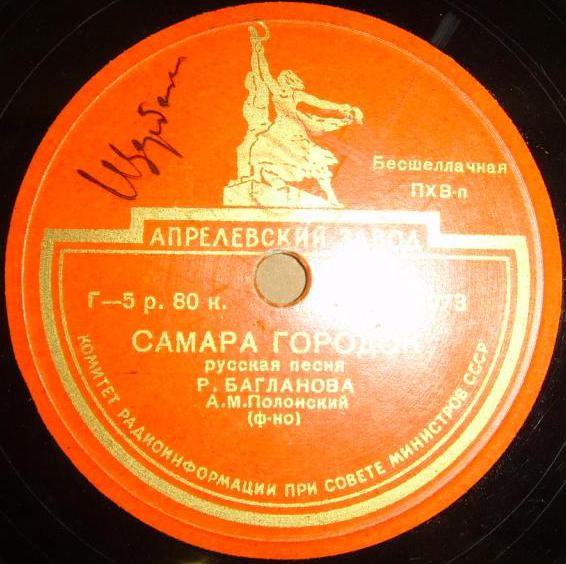 Бесшеллачная
ПХВ-п
АПРЕЛЕВСКИЙ ЗАВОД
Г—5 р. 80 к.
САМАРА ГОРОДОК
русская песня
Р. БАГЛАНОВА
А.М.Полонский
(ф-но)
КОМИТЕТ РАДИОИНФОРМАЦИИ ПРИ СОВЕТЕ МИНИСТРОВ СССР